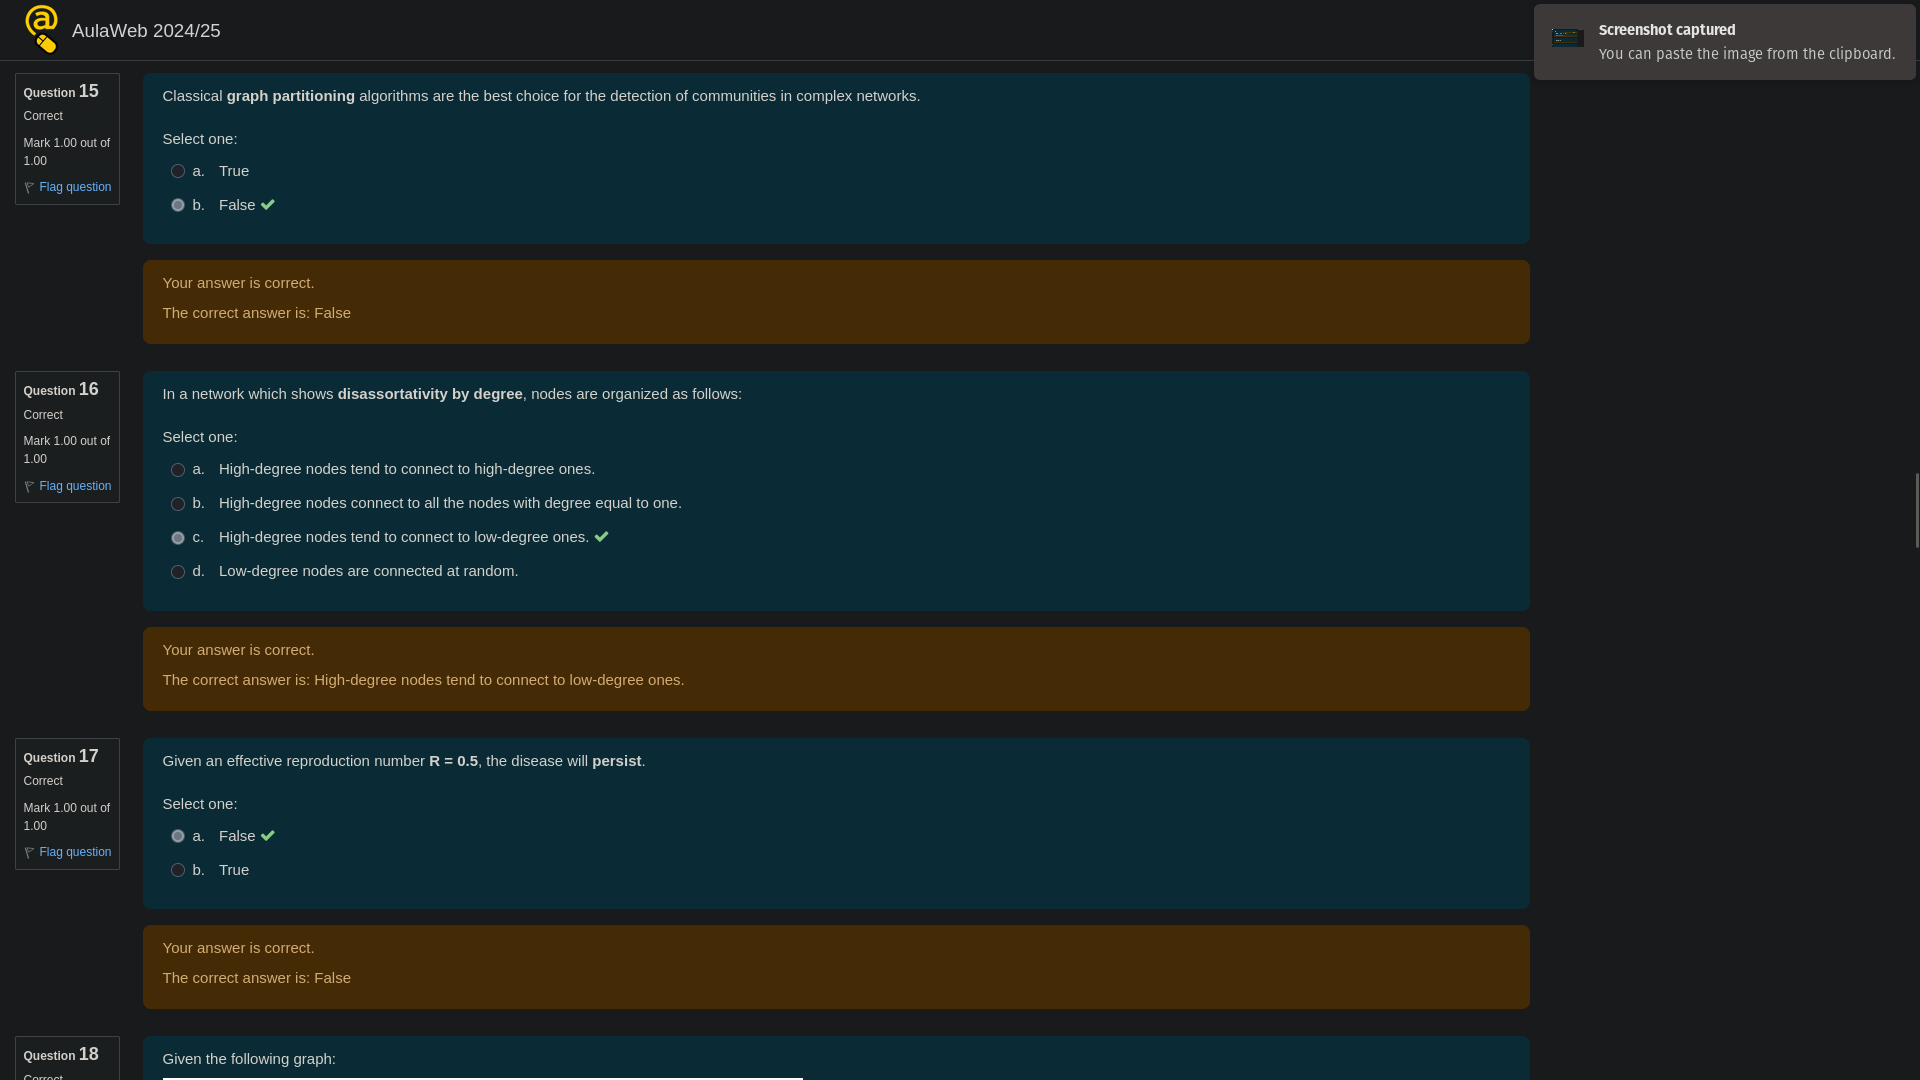 AulaWeb 2024/25
Screenshot captured
You can paste the image from the clipboard.
Question 15
Correct
Mark 1.00 out of
1.00
Flag question
Classical graph partitioning algorithms are the best choice for the detection of communities in complex networks.
Select one:
a. True
b. False
Your answer is correct.
The correct answer is: False
Question 16
Correct
Mark 1.00 out of
1.00
Flag question
In a network which shows disassortativity by degree, nodes are organized as follows:
Select one:
a. High-degree nodes tend to connect to high-degree ones.
b. High-degree nodes connect to all the nodes with degree equal to one.
c. High-degree nodes tend to connect to low-degree ones.
d. Low-degree nodes are connected at random.
Your answer is correct.
The correct answer is: High-degree nodes tend to connect to low-degree ones.
Question 17
Correct
Mark 1.00 out of
1.00
Flag question
Given an effective reproduction number R = 0.5, the disease will persist.
Select one:
a. False
b. True
Your answer is correct.
The correct answer is: False
Question 18
Correct
Given the following graph: